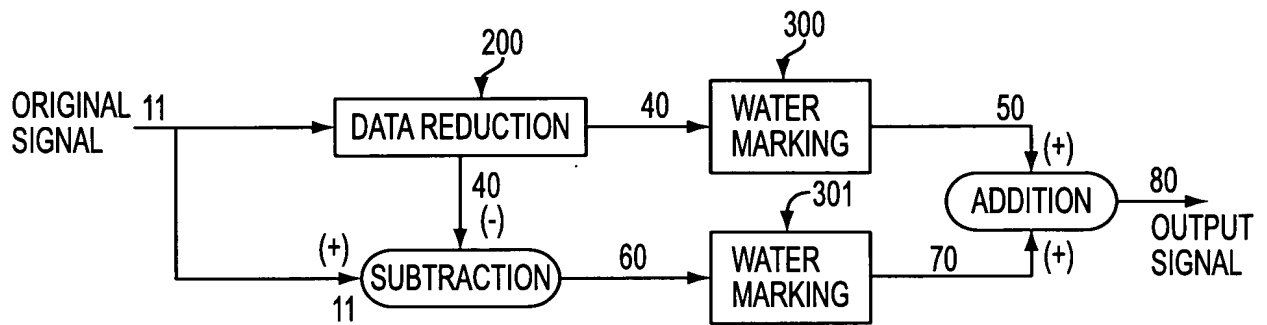 200
300
ORIGINAL
SIGNAL
11
DATA REDUCTION
40
WATER
MARKING
50
(+)
40
(-)
301
ADDITION
80
OUTPUT
SIGNAL
(+)
11
SUBTRACTION
60
WATER
MARKING
70
(+)